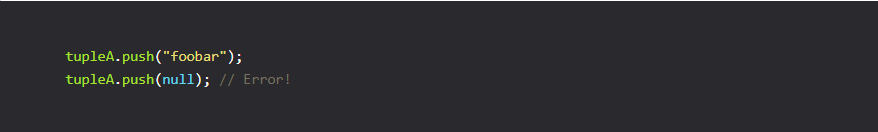 tupleA.push("foobar");
tupleA.push(null); // Error!